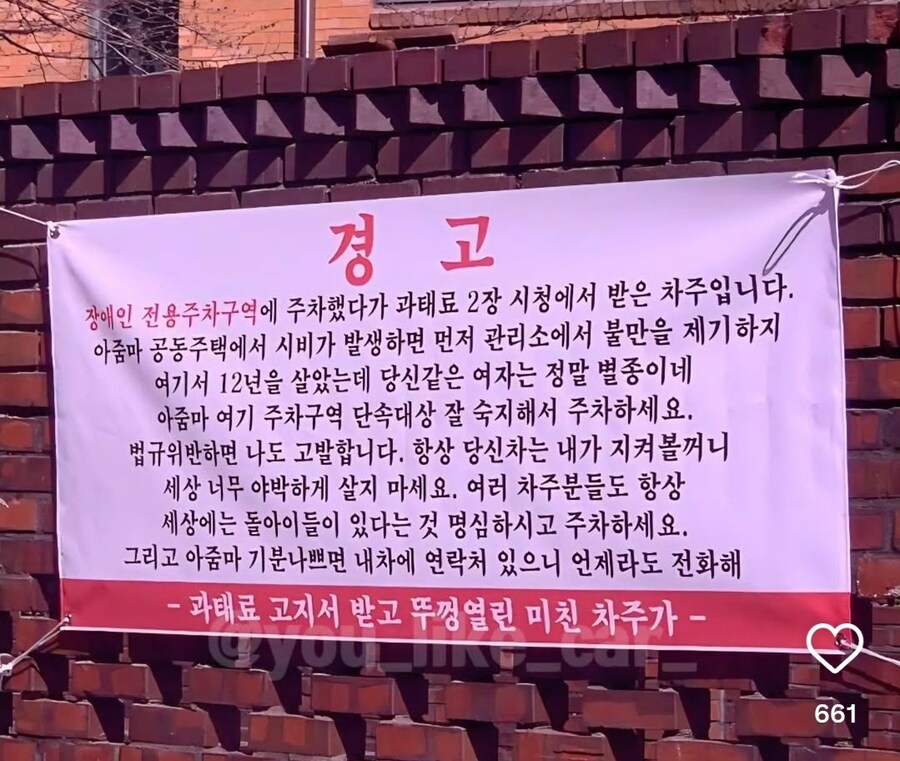 경 고
장애인 전용주차구역에 주차했다가 과태료 2장 시청에서 받은 차주입니다.
아줌마 공동주택에서 시비가 발생하면 먼저 관리소에서 불만을 제기하지
여기서 12년을 살았는데 당신같은 여자는 정말 별종이네
아줌마 여기 주차구역 단속대상 잘 숙지해서 주차하세요.
법규위반하면 나도 고발합니다. 항상 당신차는 내가 지켜볼꺼니
세상 너무 야박하게 살지 마세요. 여러 차주분들도 항상
세상에는 돌아이들이 있다는 것 명심하시고 주차하세요.
그리고 아줌마 기분나쁘면 내차에 연락처 있으니 언제라도 전화해
- 과태료 고지서 받고 뚜껑열린 미친 차주가 -
@you_like_car_
661